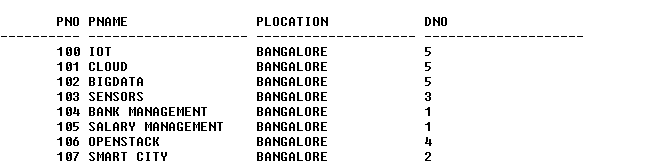 PNO PNAME PLOCATION DNO
---------- -------------------- -------------------- --------------------
100 IOT BANGALORE 5
101 CLOUD BANGALORE 5
102 BIGDATA BANGALORE 5
103 SENSORS BANGALORE 3
104 BANK MANAGEMENT BANGALORE 1
105 SALARY MANAGEMENT BANGALORE 1
106 OPENSTACK BANGALORE 4
107 SMART CITY BANGALORE 2